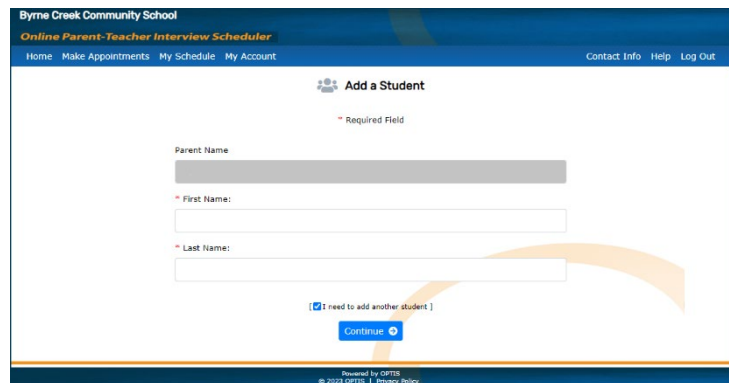 Byrne Creek Community School
Online Parent-Teacher Interview Scheduler
Home Make Appointments My Schedule My Account Contact Info Help Log Out
Add a Student
* Required Field
Parent Name
* First Name:
* Last Name:
[ I need to add another student ]
Continue
Powered by OPTIS
© 2023 OPTIS | Privacy Policy